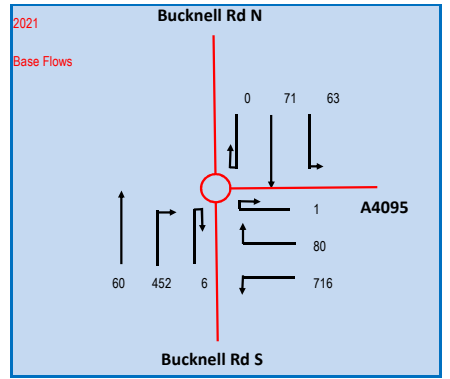 Bucknell Rd N
2021
Base Flows
0 71 63
1
A4095
80
60 452 6
716
Bucknell Rd S